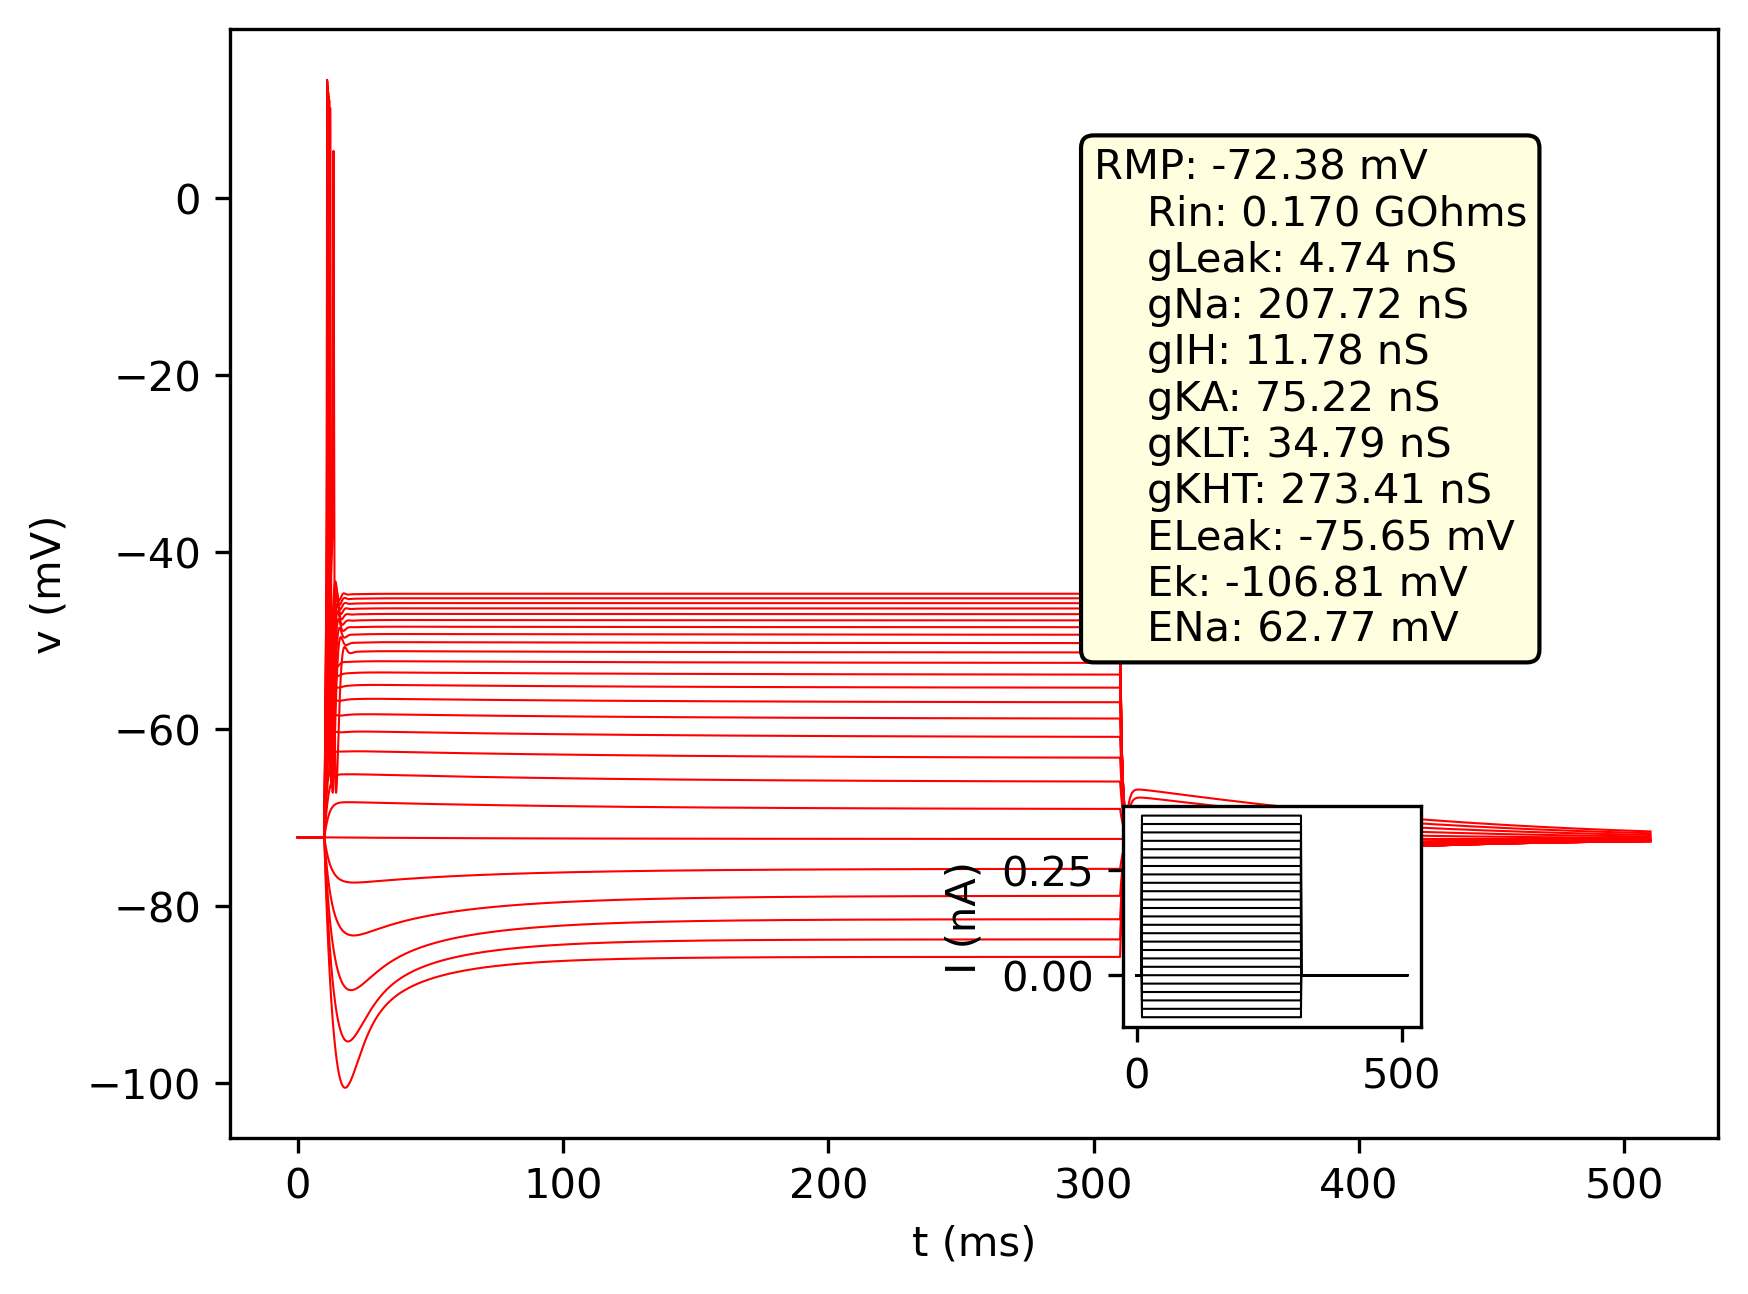 0
−20
−40
−60
−80
−100
v (mV)
RMP: -72.38 mV
Rin: 0.170 GOhms
gLeak: 4.74 nS
gNa: 207.72 nS
gIH: 11.78 nS
gKA: 75.22 nS
gKLT: 34.79 nS
gKHT: 273.41 nS
ELeak: -75.65 mV
Ek: -106.81 mV
ENa: 62.77 mV
I (nA)
0.25
0.00
0 500
0 100 200 300 400 500
t (ms)